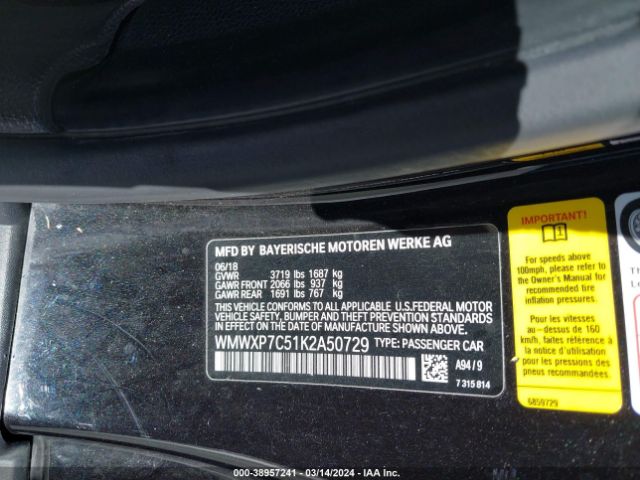 MFD BY BAYERISCHE MOTOREN WERKE AG
06/18
GVWR 3719 lbs 1687 kg
GAWR FRONT 2066 lbs 937 kg
GAWR REAR 1691 lbs 767 kg
THIS VEHICLE CONFORMS TO ALL APPLICABLE U.S.FEDERAL MOTOR
VEHICLE SAFETY, BUMPER AND THEFT PREVENTION STANDARDS IN
EFFECT ON THE DATE OF MANUFACTURE SHOWN ABOVE.
WMWXP7C51K2A50729 TYPE: PASSENGER CAR
A94 / 9
7 315 814
IMPORTANT!
For speeds above
100mph, please
refer to the
Owner's Manual for
recommended tire
inflation pressures.
Pour les vitesses
au-dessus de 160
km/h, faites référence
a la notice d'utilisation
pour les pressions des
pneus recommandées.
6859729
000-38957241 - 03/14/2024 - IAA Inc.